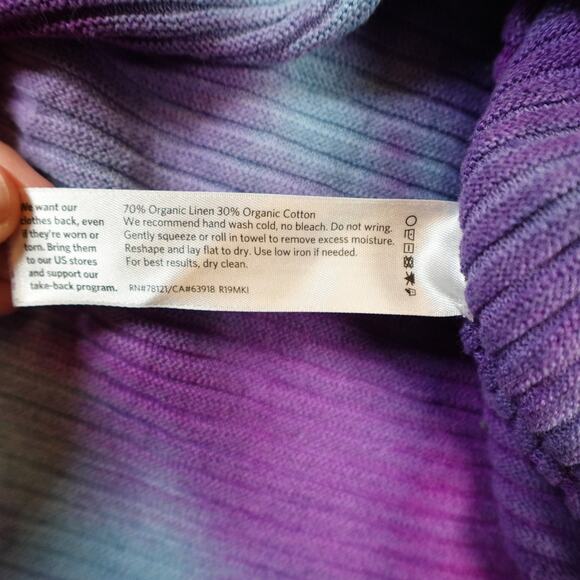 We want our
clothes back, even
if they're worn or
torn. Bring them
to our US stores
and support our
take-back program.
70% Organic Linen 30% Organic Cotton
We recommend hand wash cold, no bleach. Do not wring.
Gently squeeze or roll in towel to remove excess moisture.
Reshape and lay flat to dry. Use low iron if needed.
For best results, dry clean.
RN#78121/CA#63918 R19MKI